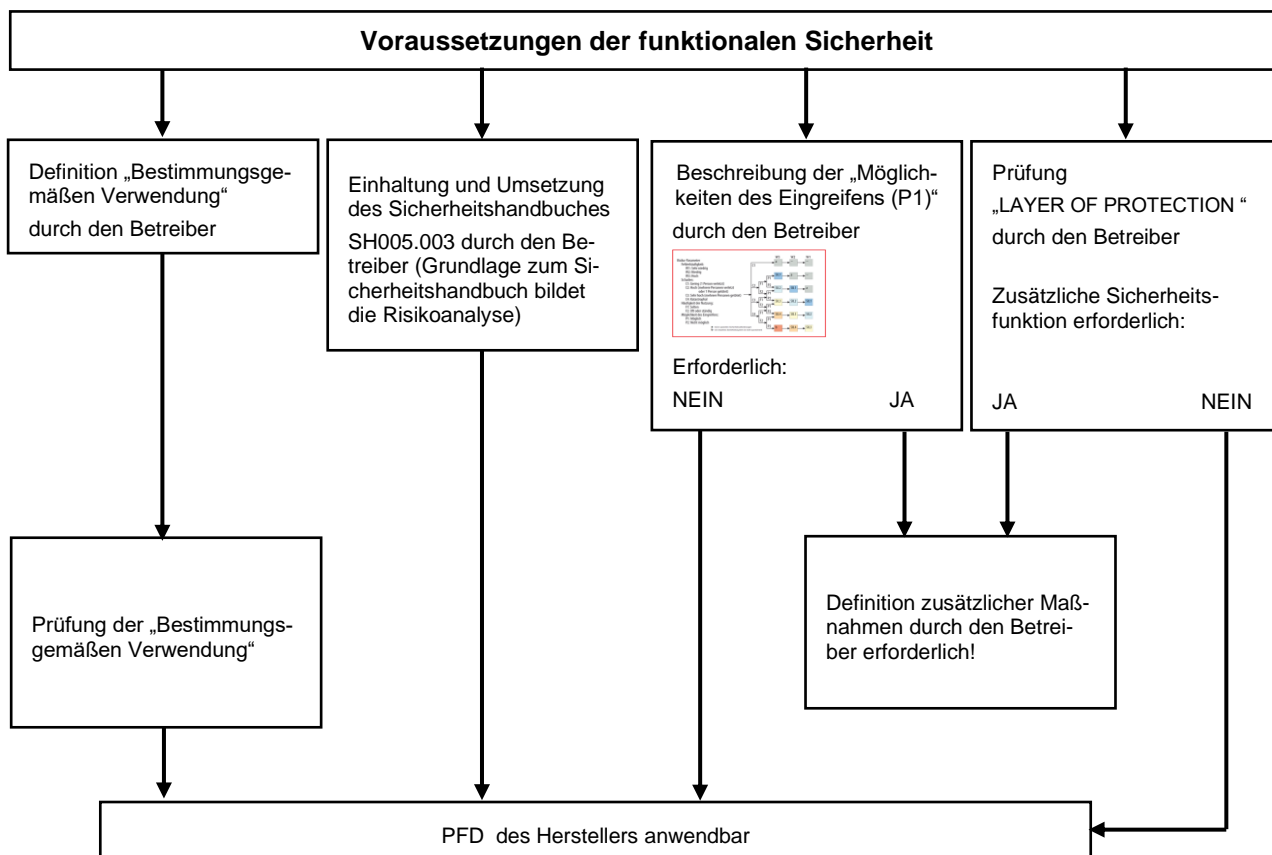 Voraussetzungen der funktionalen Sicherheit
Definition „Bestimmungsge-
mäßen Verwendung“
durch den Betreiber
Einhaltung und Umsetzung
des Sicherheitshandbuches
SH005.003 durch den Be-
treiber (Grundlage zum Si-
cherheitshandbuch bildet
die Risikoanalyse)
Beschreibung der „Möglich-
keiten des Eingreifens (P1)“
durch den Betreiber
Erforderlich:
NEIN JA
Prüfung
„LAYER OF PROTECTION “
durch den Betreiber
Zusätzliche Sicherheits-
funktion erforderlich:
JA NEIN
Prüfung der „Bestimmungs-
gemäßen Verwendung“
Definition zusätzlicher Maß-
nahmen durch den Betrei-
ber erforderlich!
PFD des Herstellers anwendbar